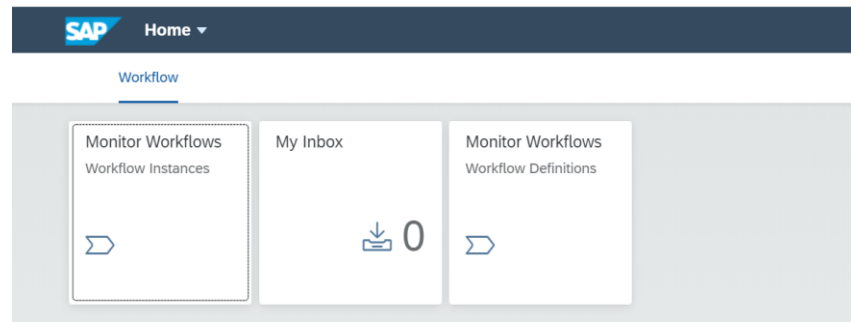 SAP Home
Workflow
Monitor Workflows
Workflow Instances
My Inbox
0
Monitor Workflows
Workflow Definitions